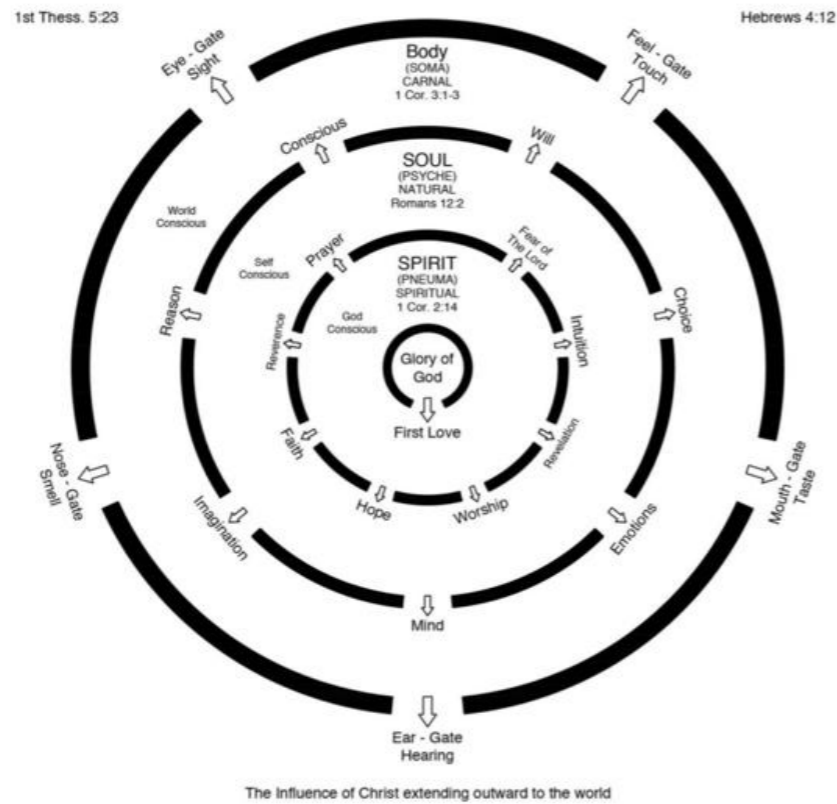 1st Thess. 5:23
Hebrews 4:12
Eye - Gate
Sight
Feel - Gate
Touch
Body
(SOMA)
CARNAL
1 Cor. 3.1-3
Conscious
Will
SOUL
(PSYCHE)
NATURAL
Romans 12:2
World
Conscious
Self
Conscious
Prayer
Fear of
The Lord
SPIRIT
(PNEUMA)
SPIRITUAL
1 Cor. 2:14
God
Conscious
Reason
Choice
Reverence
Intuition
Glory of
God
First Love
Faith
Revelation
Hope
Worship
Nose - Gate
Smell
Mouth - Gate
Taste
Imagination
Emotions
Mind
Ear - Gate
Hearing
The Influence of Christ extending outward to the world